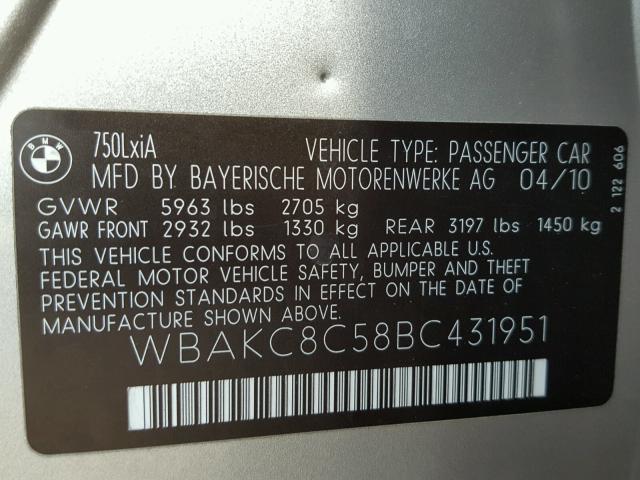 BMW
750LxiA VEHICLE TYPE: PASSENGER CAR
MFD BY BAYERISCHE MOTORENWERKE AG 04/10
GVWR 5963 lbs 2705 kg
GAWR FRONT 2932 lbs 1330 kg REAR 3197 lbs 1450 kg
THIS VEHICLE CONFORMS TO ALL APPLICABLE U.S.
FEDERAL MOTOR VEHICLE SAFETY, BUMPER AND THEFT
PREVENTION STANDARDS IN EFFECT ON THE DATE OF
MANUFACTURE SHOWN ABOVE.
WBAKC8C58BC431951
2 122 606